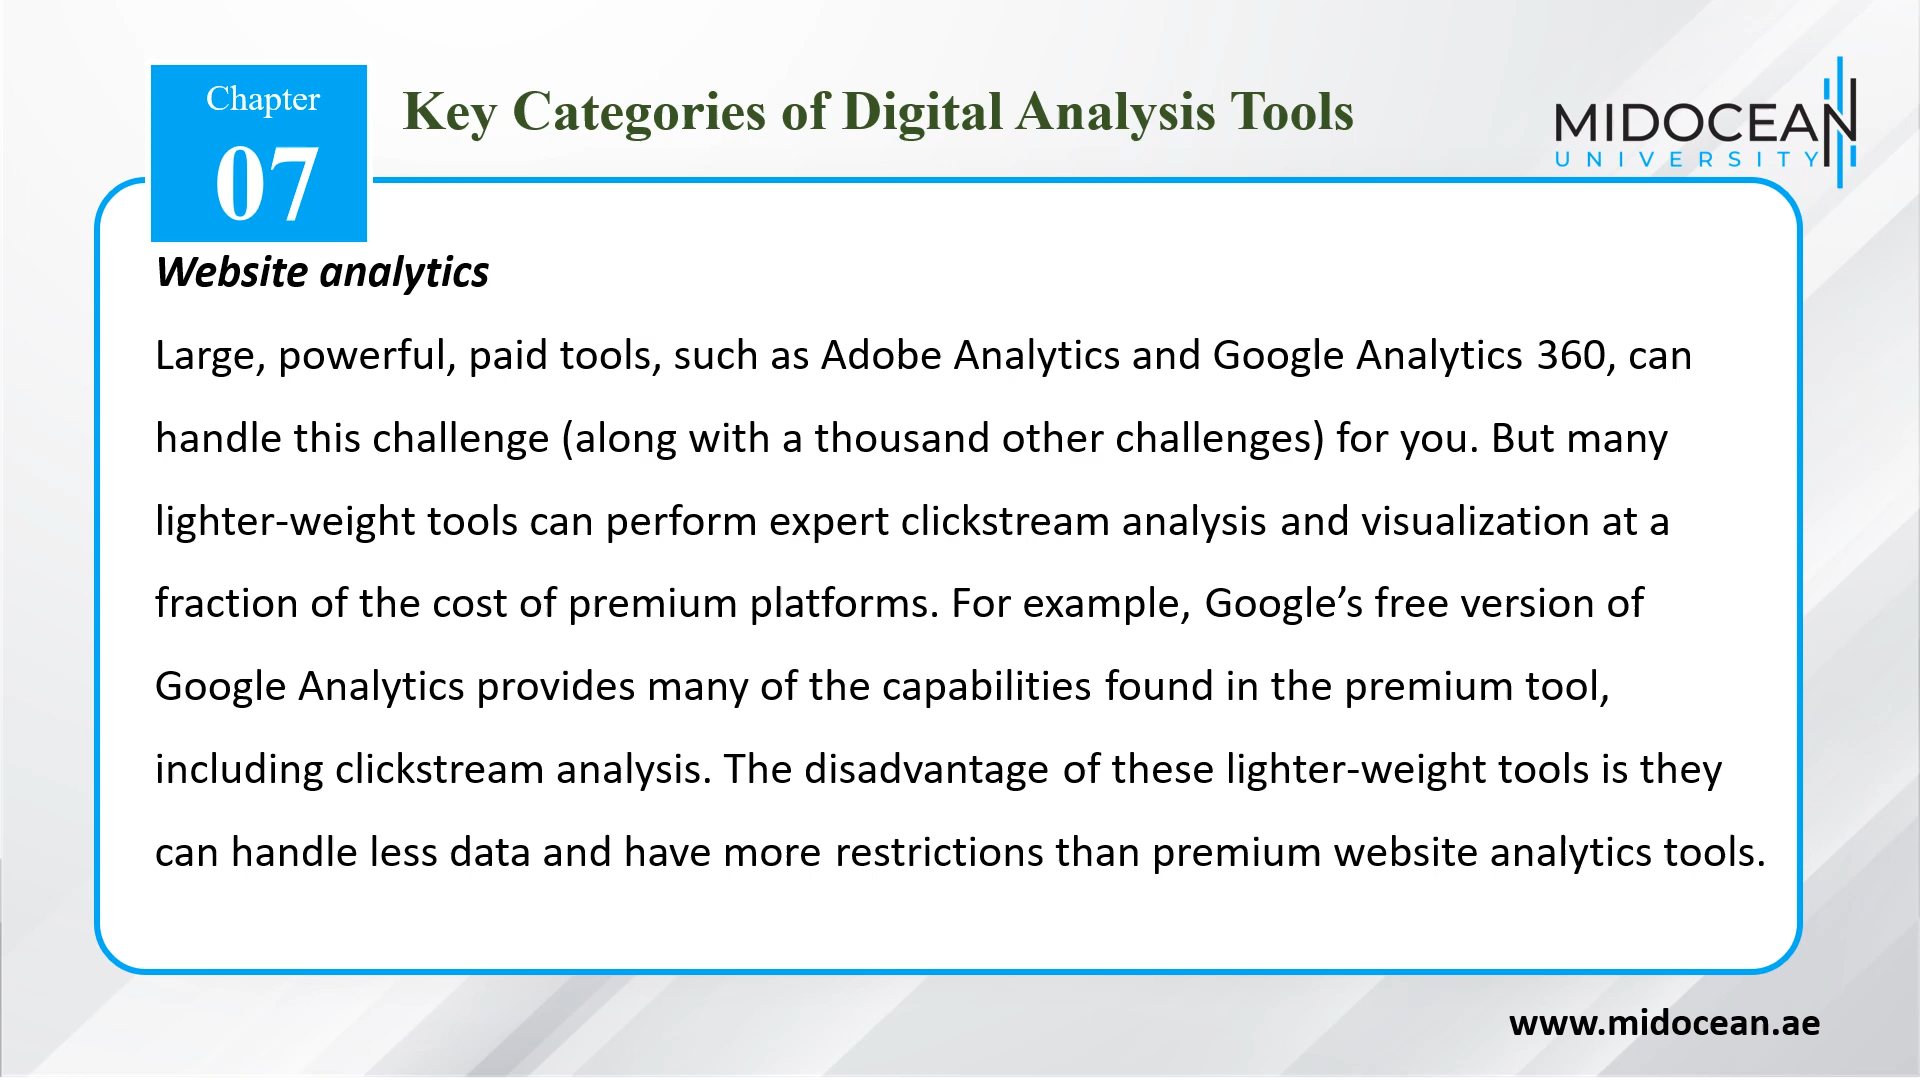 Chapter
07
Key Categories of Digital Analysis Tools
MIDOCEAN
UNIVERSITY
Website analytics
Large, powerful, paid tools, such as Adobe Analytics and Google Analytics 360, can
handle this challenge (along with a thousand other challenges) for you. But many
lighter-weight tools can perform expert clickstream analysis and visualization at a
fraction of the cost of premium platforms. For example, Google’s free version of
Google Analytics provides many of the capabilities found in the premium tool,
including clickstream analysis. The disadvantage of these lighter-weight tools is they
can handle less data and have more restrictions than premium website analytics tools.
www.midocean.ae